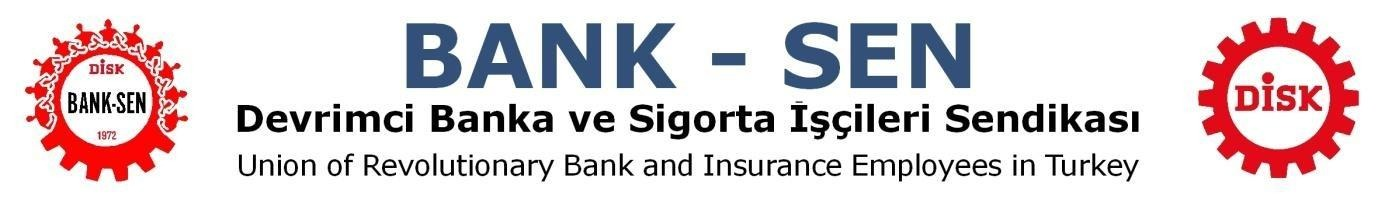 DİSK
BANK-SEN
1972
BANK - SEN
Devrimci Banka ve Sigorta İşçileri Sendikası
Union of Revolutionary Bank and Insurance Employees in Turkey
DİSK